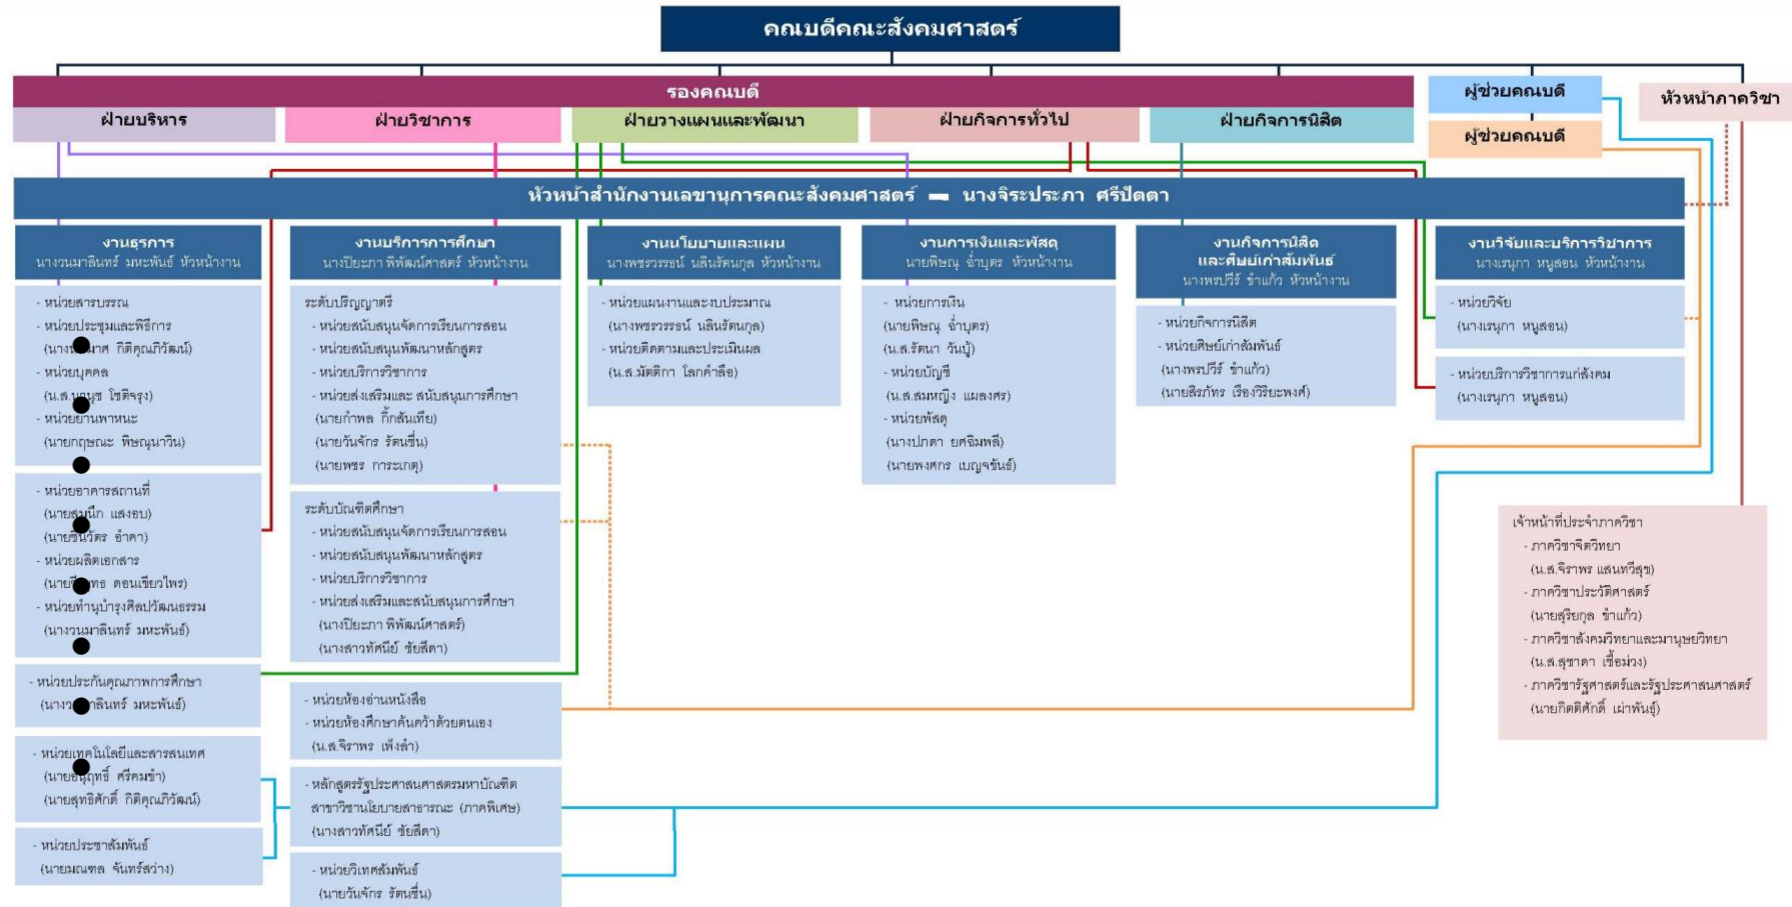 คณบดีคณะสังคมศาสตร์
รองคณบดี
ฝ่ายบริหาร
ฝ่ายวิชาการ
ฝ่ายวางแผนและพัฒนา
ฝ่ายกิจการทั่วไป
ฝ่ายกิจการนิสิต
ผู้ช่วยคณบดี
ผู้ช่วยคณบดี
หัวหน้าภาควิชา
หัวหน้าสำนักงานเลขานุการคณะสังคมศาสตร์ – นางจิระประภา ศรีปัตตา
งานธุรการ
นางวนมาลินทร์ มหะพันธ์ หัวหน้างาน
- หน่วยสารบรรณ
- หน่วยประชุมและพิธีการ
กิติคุณภิวัฒน์)
- หน่วยบุคคล
(น.ส. โชติจรุง)
- หน่วยยานพาหนะ
(นายกฤษณะ พิษณุนาวิน)
- หน่วยอาคารสถานที่
แสงอบ)
อำคา)
- หน่วยผลิตเอกสาร
ดอนเขียวไพร)
- หน่วยทำนุบำรุงศิลปวัฒนธรรม
(นางวนมาลินทร์ มหะพันธ์)
- หน่วยประกันคุณภาพการศึกษา
(นางวนมาลินทร์ มหะพันธ์)
- หน่วยเทคโนโลยีและสารสนเทศ
ศรีคมขำ)
(นายสุทธิศักดิ์ กิติคุณภิวัฒน์)
- หน่วยประชาสัมพันธ์
(นายมณฑล จันทร์สว่าง)
งานบริการการศึกษา
นางปิยะภา พิพัฒน์ศาสตร์ หัวหน้างาน
ระดับปริญญาตรี
- หน่วยสนับสนุนจัดการเรียนการสอน
- หน่วยสนับสนุนพัฒนาหลักสูตร
- หน่วยบริการวิชาการ
- หน่วยส่งเสริมและ สนับสนุนการศึกษา
(นายกำพล กิ๊กสันเทีย)
(นายวันจักร รัตนชื่น)
(นายพชร การะเกตุ)
ระดับบัณฑิตศึกษา
- หน่วยสนับสนุนจัดการเรียนการสอน
- หน่วยสนับสนุนพัฒนาหลักสูตร
- หน่วยบริการวิชาการ
- หน่วยส่งเสริมและสนับสนุนการศึกษา
(นางปิยะภา พิพัฒน์ศาสตร์)
(นางสาวทัศนีย์ ชัยสีดา)
- หน่วยห้องอ่านหนังสือ
- หน่วยห้องศึกษาค้นคว้าด้วยตนเอง
(น.ส.จิราพร เพ็งลำ)
- หลักสูตรรัฐประศาสนศาสตรมหาบัณฑิต
สาขาวิชานโยบายสาธารณะ (ภาคพิเศษ)
(นางสาวทัศนีย์ ชัยสีดา)
- หน่วยวิเทศสัมพันธ์
(นายวันจักร รัตนชื่น)
งานนโยบายและแผน
นางพชรวรรธน์ นลินรัตนกุล หัวหน้างาน
- หน่วยแผนงานและงบประมาณ
(นางพชรวรรธน์ นลินรัตนกุล)
- หน่วยติดตามและประเมินผล
(น.ส.มัตติกา โลกคำลือ)
งานการเงินและพัสดุ
นายพิษณุ ฉ่ำบุตร หัวหน้างาน
- หน่วยการเงิน
(นายพิษณุ ฉ่ำบุตร)
(น.ส.รัตนา วันบู้)
- หน่วยบัญชี
(น.ส.สมหญิง แผลงศร)
- หน่วยพัสดุ
(นางปภดา ยศฉิมพลี)
(นายพงศกร เบญจขันธ์)
งานกิจการนิสิต
และศิษย์เก่าสัมพันธ์
นางพรปวีร์ ขำแก้ว หัวหน้างาน
- หน่วยกิจการนิสิต
- หน่วยศิษย์เก่าสัมพันธ์
(นางพรปวีร์ ขำแก้ว)
(นายสิรภัทร เรืองวิริยะพงศ์)
งานวิจัยและบริการวิชาการ
นางเรนุกา หนูสอน หัวหน้างาน
- หน่วยวิจัย
(นางเรนุกา หนูสอน)
- หน่วยบริการวิชาการแก่สังคม
(นางเรนุกา หนูสอน)
เจ้าหน้าที่ประจำภาควิชา
- ภาควิชาจิตวิทยา
(น.ส.จิราพร แสนทวีสุข)
- ภาควิชาประวัติศาสตร์
(นายสุริยกุล ขำแก้ว)
- ภาควิชาสังคมวิทยาและมานุษยวิทยา
(น.ส.สุชาดา เชื้อม่วง)
- ภาควิชารัฐศาสตร์และรัฐประศาสนศาสตร์
(นายกิตติศักดิ์ เผ่าพันธุ์)